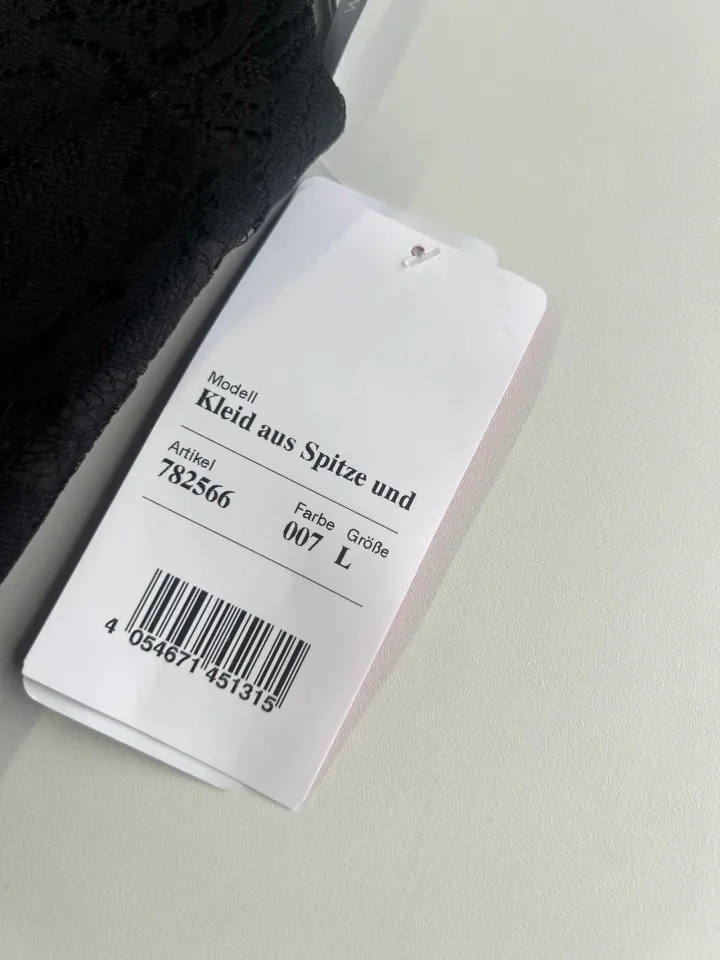 Modell
Kleid aus Spitze und
Artikel
782566
Farbe Größe
007 L
4 054671 451315